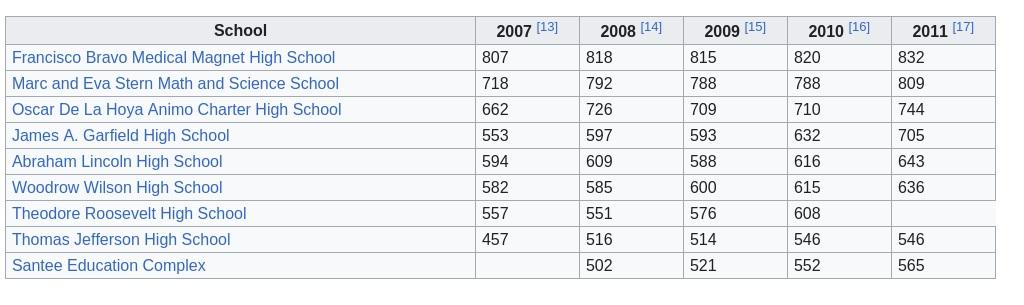 School 2007 [13] 2008 [14] 2009 [15] 2010 [16] 2011 [17]
Francisco Bravo Medical Magnet High School 807 818 815 820 832
Marc and Eva Stern Math and Science School 718 792 788 788 809
Oscar De La Hoya Animo Charter High School 662 726 709 710 744
James A. Garfield High School 553 597 593 632 705
Abraham Lincoln High School 594 609 588 616 643
Woodrow Wilson High School 582 585 600 615 636
Theodore Roosevelt High School 557 551 576 608
Thomas Jefferson High School 457 516 514 546 546
Santee Education Complex 502 521 552 565